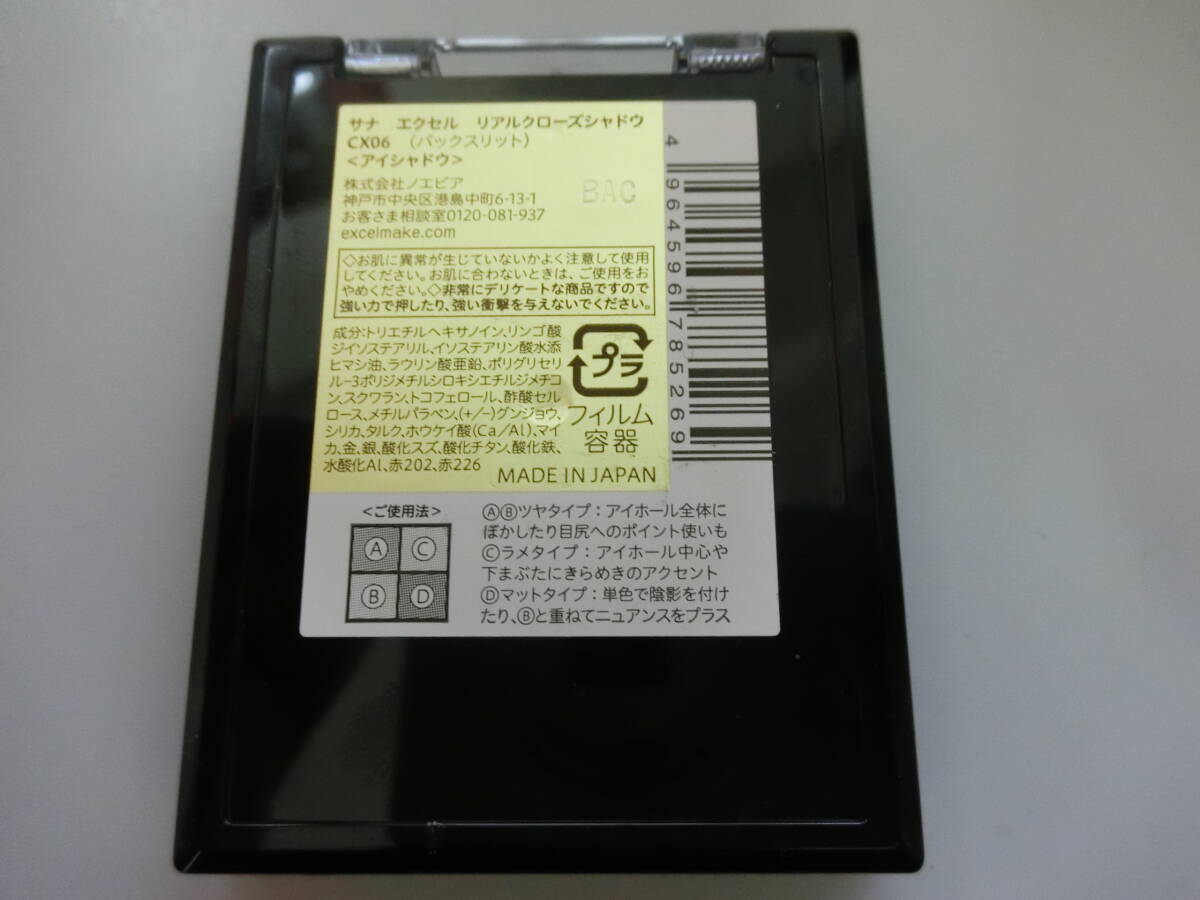 サナ エクセル リアルクローズシャドウ
CX06 （バックスリット）
＜アイシャドウ＞
株式会社ノエビア
神戸市中央区港島中町6-13-1
お客さま相談室0120-081-937
excelmake.com
BAC
◇お肌に異常が生じていないかよく注意して使用
してください。お肌に合わないときは、ご使用をお
やめください。◇非常にデリケートな商品ですので
強い力で押したり、強い衝撃を与えないでください。
成分:トリエチルヘキサノイン、リンゴ酸
ジイソステアリル、イソステアリン酸水添
ヒマシ油、ラウリン酸亜鉛、ポリグリセリ
ル-3ポリジメチルシロキシエチルジメチコ
ン、スクワラン、トコフェロール、酢酸セル
ロース、メチルパラベン、(+/−)グンジョウ、
シリカ、タルク、ホウケイ酸(Ca/Al)、マイ
カ、金、銀、酸化スズ、酸化チタン、酸化鉄、
水酸化Al、赤202、赤226
プラ
フィルム
容器
MADE IN JAPAN
4 964596 785269
＜ご使用法＞
A C
B D
ⒶⒷツヤタイプ：アイホール全体に
ぼかしたり目尻へのポイント使いも
Ⓒラメタイプ：アイホール中心や
下まぶたにきらめきのアクセント
Ⓓマットタイプ：単色で陰影を付け
たり、Ⓑと重ねてニュアンスをプラス